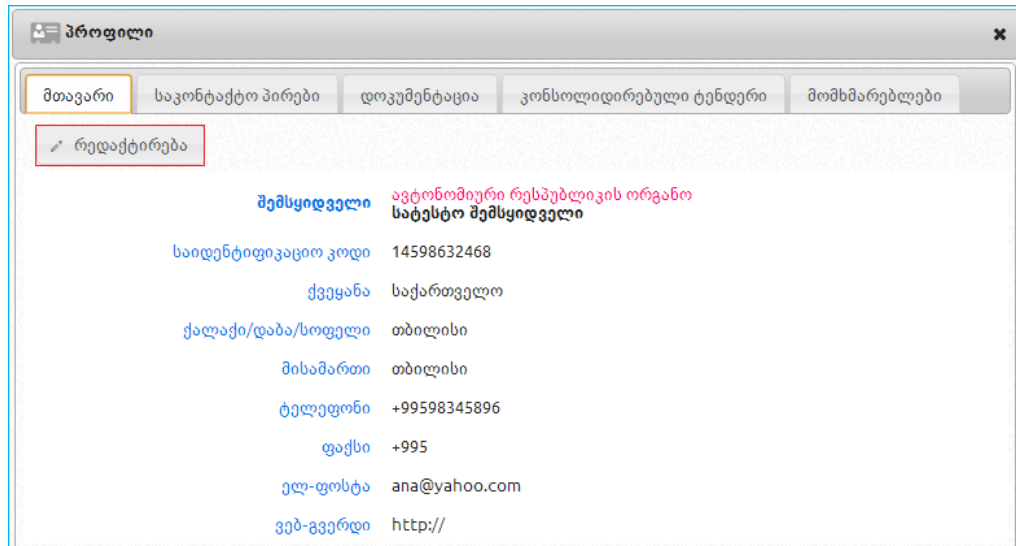 პროფილი
მთავარი საკონტაქტო პირები დოკუმენტაცია კონსოლიდირებული ტენდერი მომხმარებლები
რედაქტირება
შემსყიდველი ავტონომიური რესპუბლიკის ორგანო
სატესტო შემსყიდველი
საიდენტიფიკაციო კოდი 14598632468
ქვეყანა საქართველო
ქალაქი/დაბა/სოფელი თბილისი
მისამართი თბილისი
ტელეფონი +99598345896
ფაქსი +995
ელ-ფოსტა ana@yahoo.com
ვებ-გვერდი http://